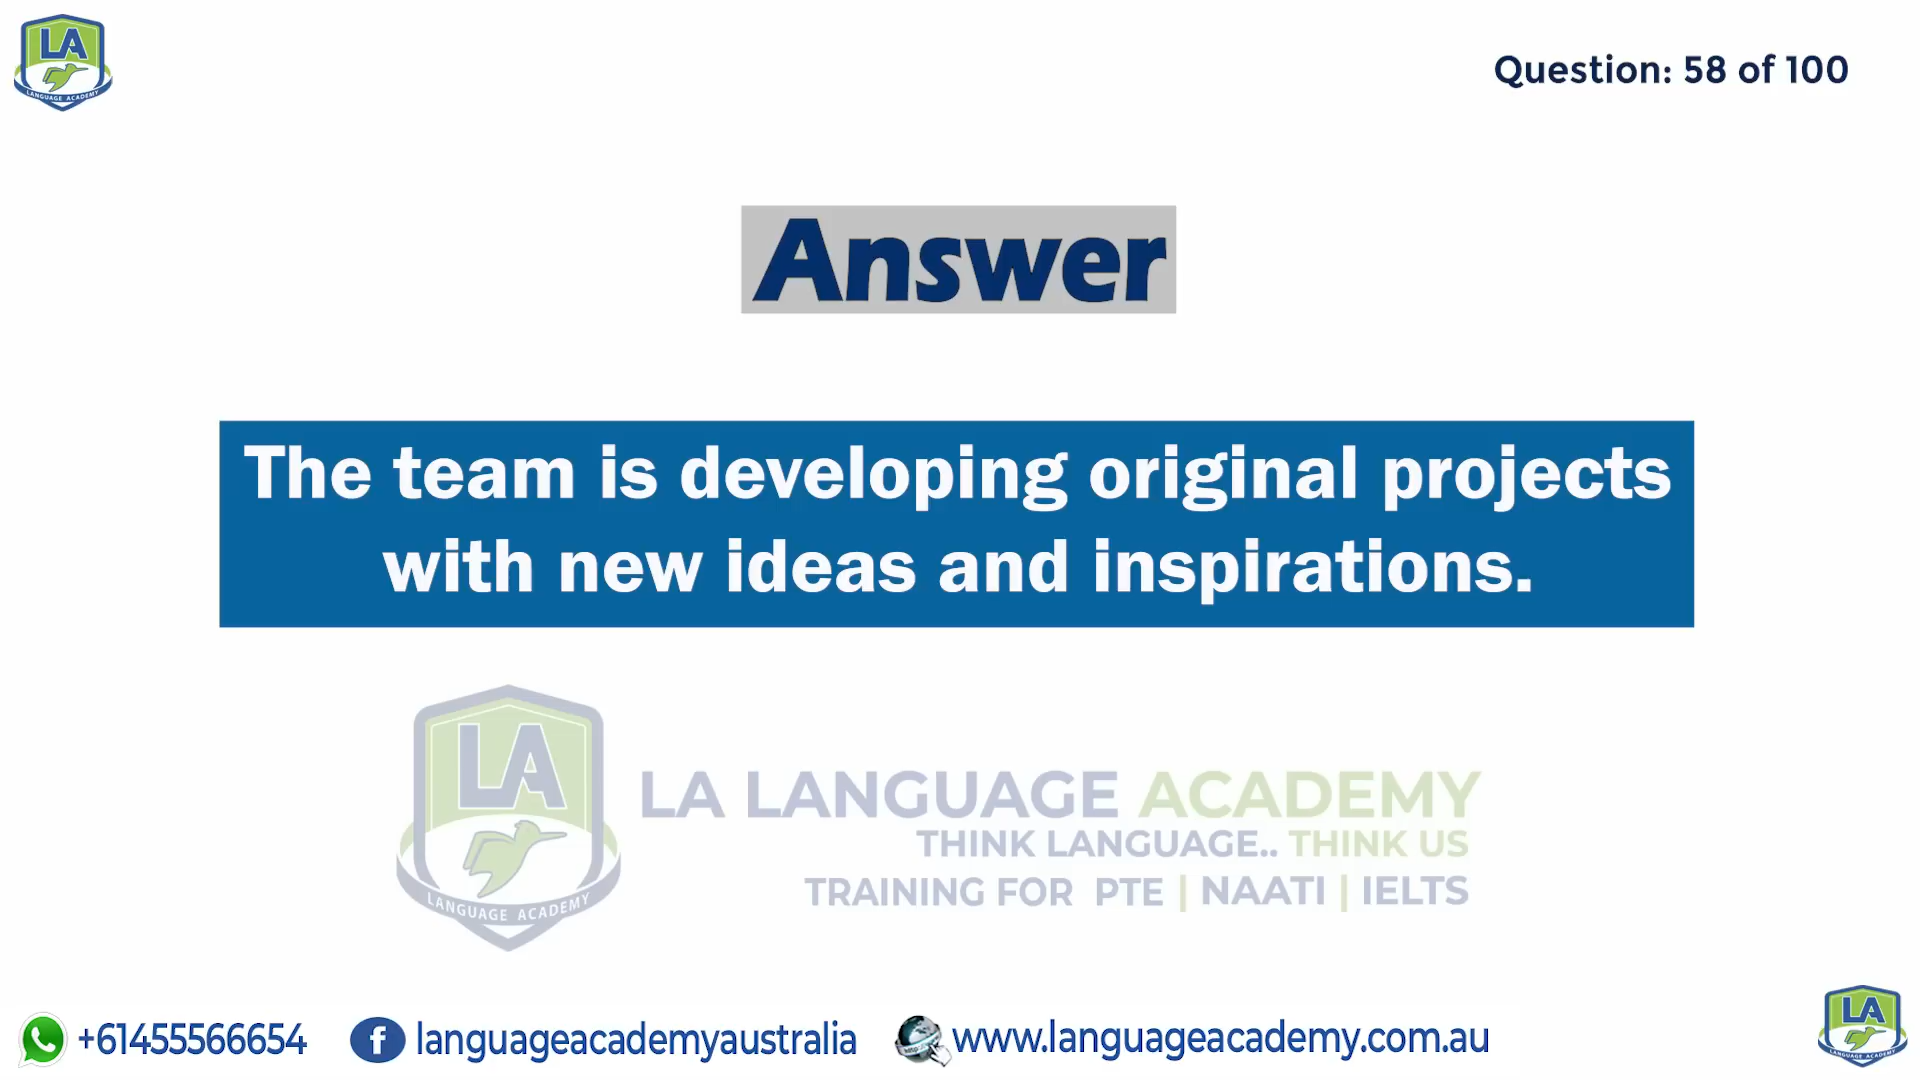 LA
LANGUAGE ACADEMY
Question: 58 of 100
Answer
The team is developing original projects
with new ideas and inspirations.
LA
LANGUAGE ACADEMY
LA LANGUAGE ACADEMY
THINK LANGUAGE.. THINK US
TRAINING FOR PTE | NAATI | IELTS
+61455566654
f languageacademyaustralia
www.languageacademy.com.au
LA
LANGUAGE ACADEMY